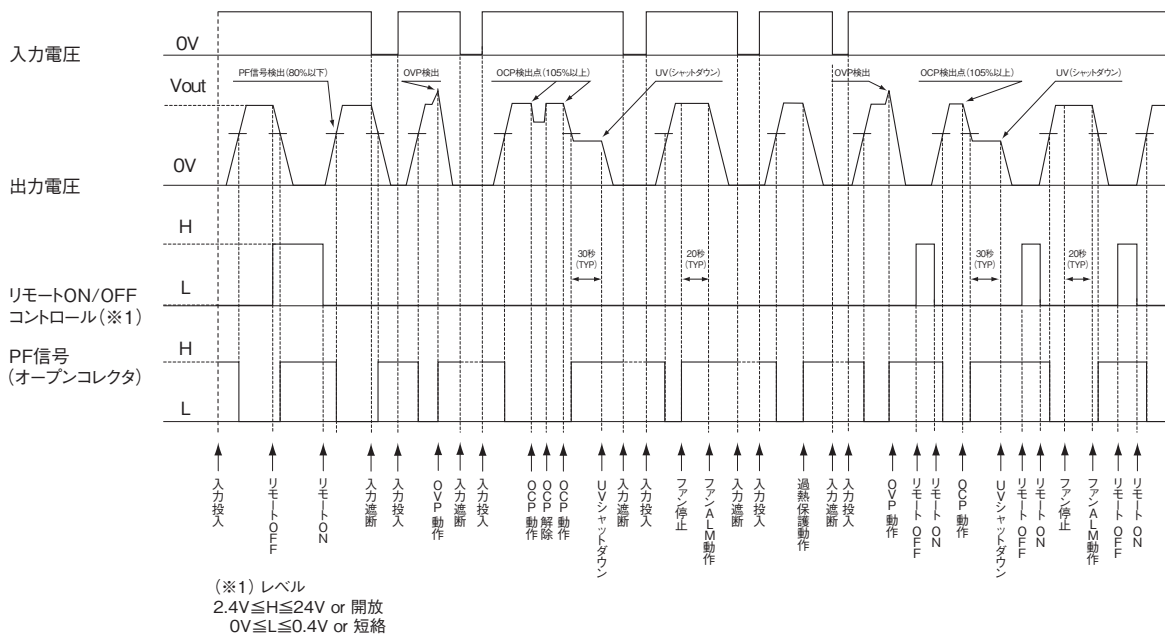 入力電圧
0V
Vout
PF信号検出(80%以下)
OVP検出
OCP検出点(105%以上)
UV(シャットダウン)
OVP検出
OCP検出点(105%以上)
UV(シャットダウン)
0V
出力電圧
H
30秒
(TYP)
20秒
(TYP)
30秒
(TYP)
20秒
(TYP)
L
リモートON/OFF
コントロール(※1)
H
PF信号
(オープンコレクタ)
L
入力投入
リモートOFF
リモートON
入力遮断
入力投入
OVP動作
入力遮断
入力投入
OCP動作
OCP解除
OCP動作
UVシャットダウン
入力遮断
入力投入
ファン停止
ファンALM動作
入力遮断
入力投入
過熱保護動作
入力遮断
入力投入
OVP動作
リモートOFF
リモートON
OCP動作
UVシャットダウン
リモートOFF
リモートON
ファン停止
ファンALM動作
リモートOFF
リモートON
(※1) レベル
2.4V≦H≦24V or 開放
0V≦L≦0.4V or 短絡